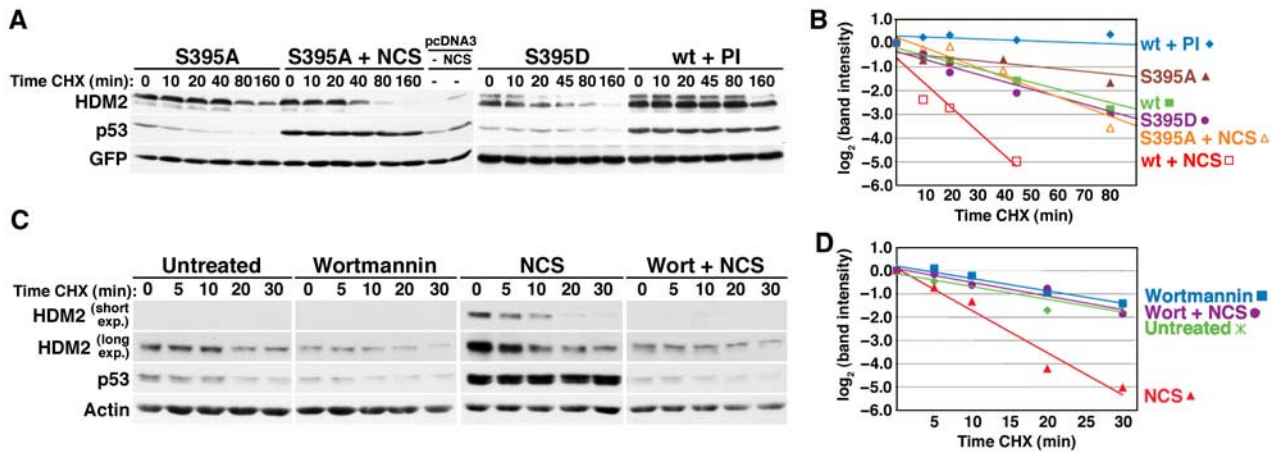 A
S395A
S395A + NCS
pcDNA3
- NCS
S395D
wt + PI
Time CHX (min): 0 10 20 40 80 160 0 10 20 40 80 160 - - 0 10 20 45 80 160 0 10 20 45 80 160
HDM2
p53
GFP
B
log2 (band intensity)
1.0
0.0
−1.0
−2.0
−3.0
−4.0
−5.0
−6.0
10 20 30 40 50 60 70 80
Time CHX (min)
wt + PI
S395A
wt
S395D
S395A + NCS
wt + NCS
C
Untreated
Wortmannin
NCS
Wort + NCS
Time CHX (min): 0 5 10 20 30 0 5 10 20 30 0 5 10 20 30 0 5 10 20 30
HDM2 (short exp.)
HDM2 (long exp.)
p53
Actin
D
log2 (band intensity)
1.0
0.0
−1.0
−2.0
−3.0
−4.0
−5.0
−6.0
5 10 15 20 25 30
Time CHX (min)
Wortmannin
Wort + NCS
Untreated
NCS